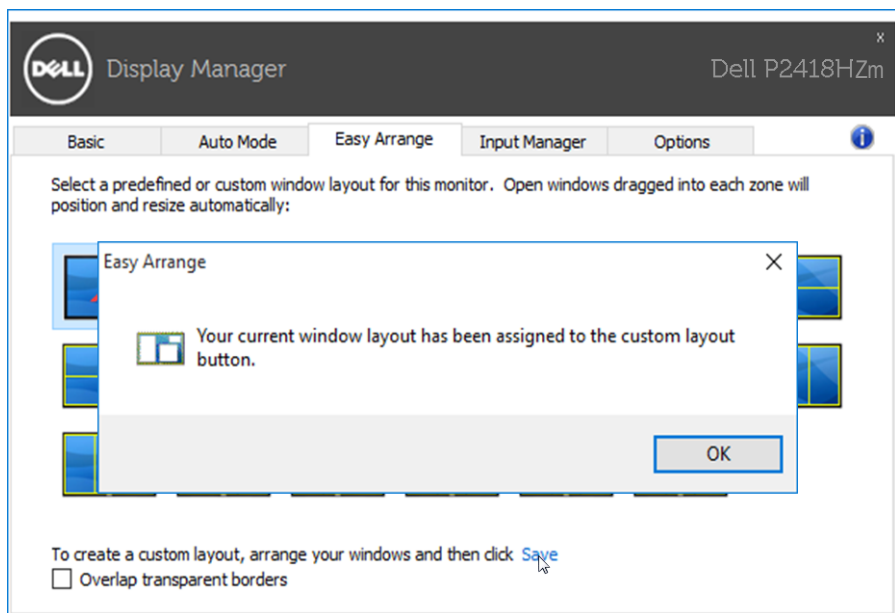 DELL Display Manager
x
Dell P2418HZm
Basic Auto Mode Easy Arrange Input Manager Options
Select a predefined or custom window layout for this monitor. Open windows dragged into each zone will
position and resize automatically:
Easy Arrange
Your current window layout has been assigned to the custom layout
button.
OK
To create a custom layout, arrange your windows and then click Save
Overlap transparent borders